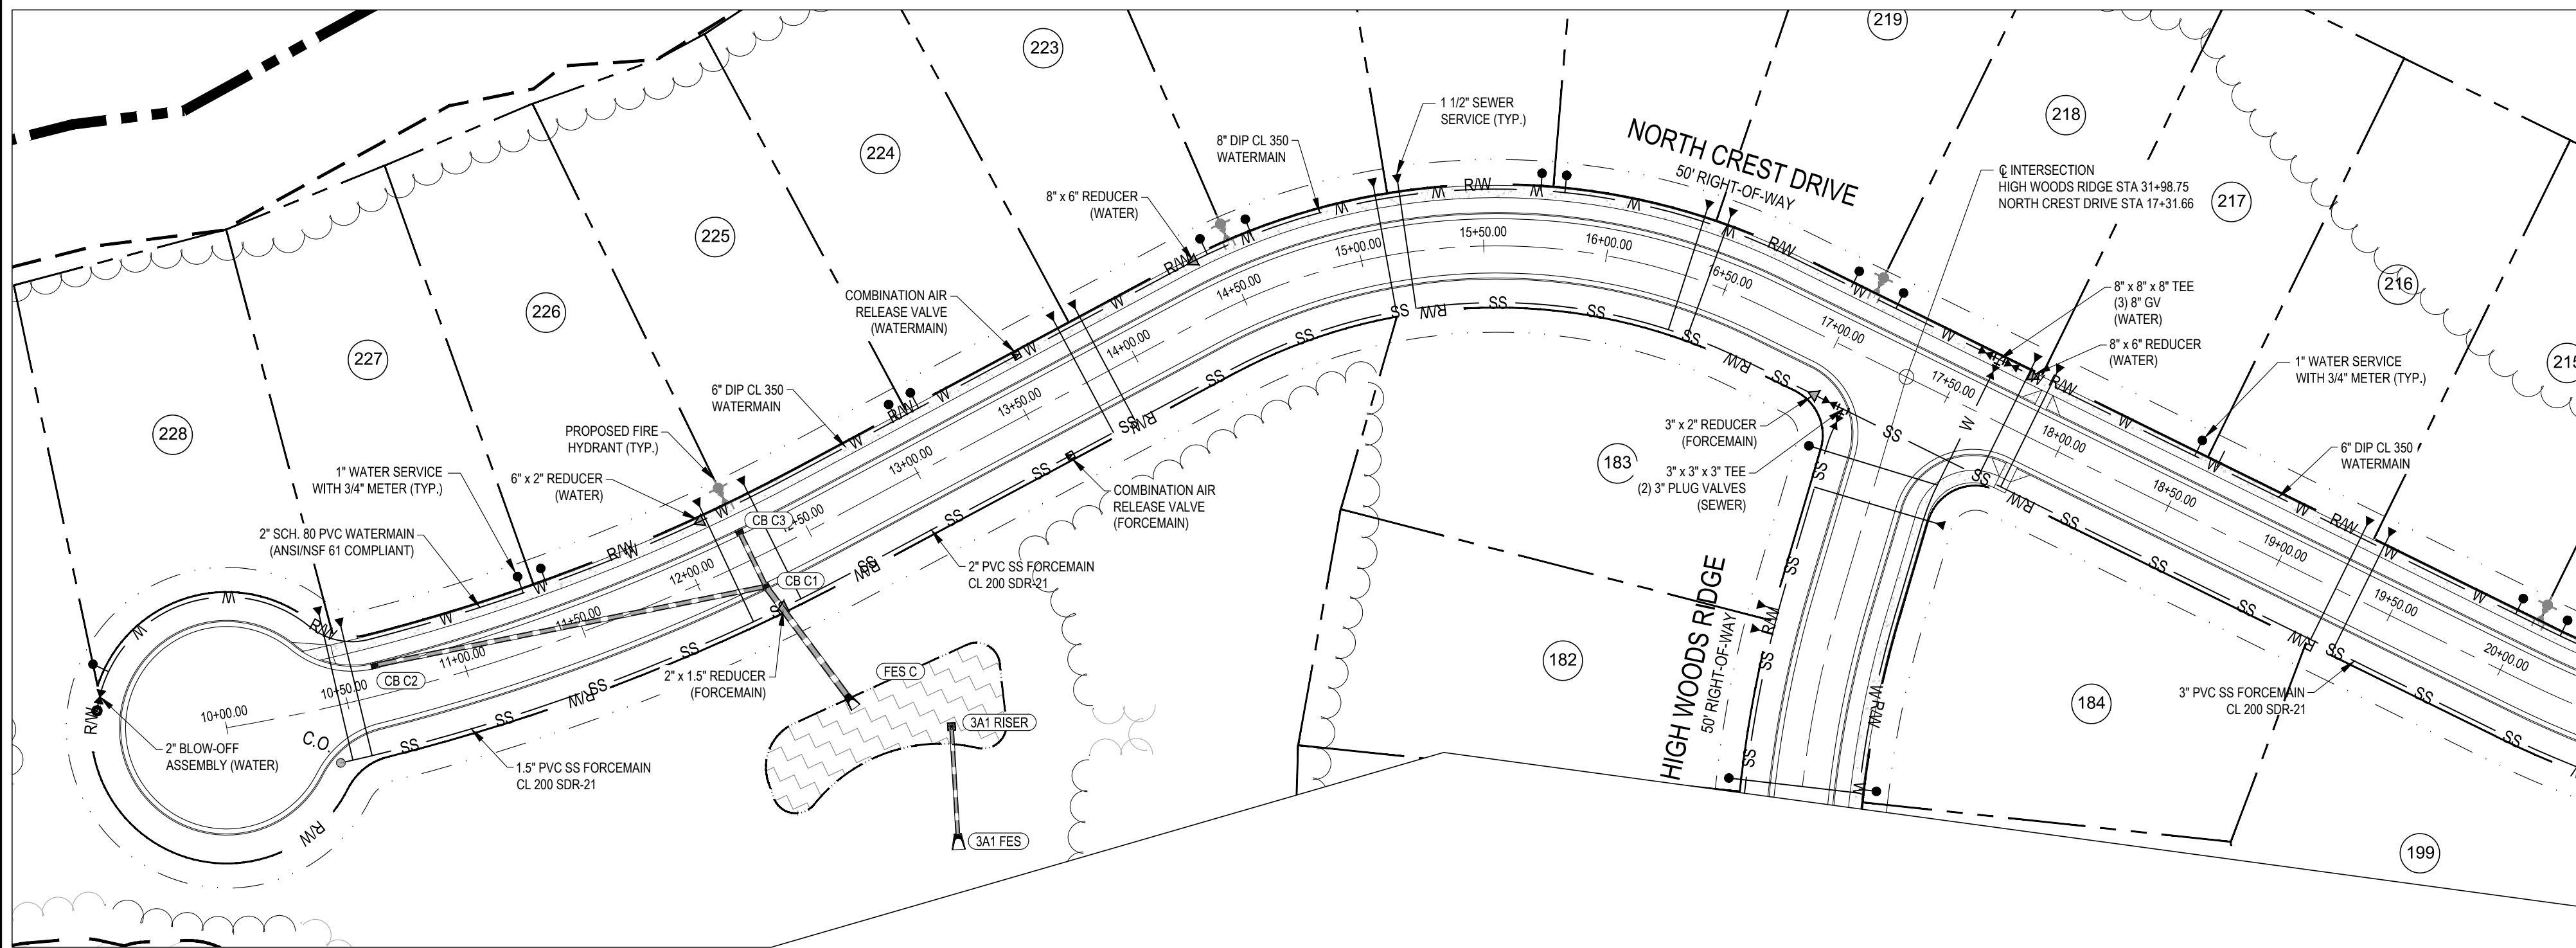 219
223
218
1 1/2" SEWER
SERVICE (TYP.)
8" DIP CL 350
WATERMAIN
224
NORTH CREST DRIVE
50' RIGHT-OF-WAY
℄ INTERSECTION
HIGH WOODS RIDGE STA 31+98.75
NORTH CREST DRIVE STA 17+31.66
217
8" x 6" REDUCER
(WATER)
225
216
215
226
227
228
COMBINATION AIR
RELEASE VALVE
(WATERMAIN)
8" x 8" x 8" TEE
(3) 8" GV
(WATER)
8" x 6" REDUCER
(WATER)
1" WATER SERVICE
WITH 3/4" METER (TYP.)
6" DIP CL 350
WATERMAIN
PROPOSED FIRE
HYDRANT (TYP.)
6" x 2" REDUCER
(WATER)
1" WATER SERVICE
WITH 3/4" METER (TYP.)
2" SCH. 80 PVC WATERMAIN
(ANSI/NSF 61 COMPLIANT)
3" x 2" REDUCER
(FORCEMAIN)
183
3" x 3" x 3" TEE
(2) 3" PLUG VALVES
(SEWER)
6" DIP CL 350
WATERMAIN
COMBINATION AIR
RELEASE VALVE
(FORCEMAIN)
CB C3
CB C1
CB C2
2" PVC SS FORCEMAIN
CL 200 SDR-21
10+00.00
10+50.00
11+00.00
11+50.00
12+00.00
13+00.00
13+50.00
14+00.00
14+50.00
15+00.00
15+50.00
16+00.00
16+50.00
17+00.00
17+50.00
18+00.00
18+50.00
19+00.00
19+50.00
20+00.00
HIGH WOODS RIDGE
50' RIGHT-OF-WAY
182
184
199
2" x 1.5" REDUCER
(FORCEMAIN)
FES C
3A1 RISER
3A1 FES
3" PVC SS FORCEMAIN
CL 200 SDR-21
C.O.
2" BLOW-OFF
ASSEMBLY (WATER)
1.5" PVC SS FORCEMAIN
CL 200 SDR-21
R/W
W
SS